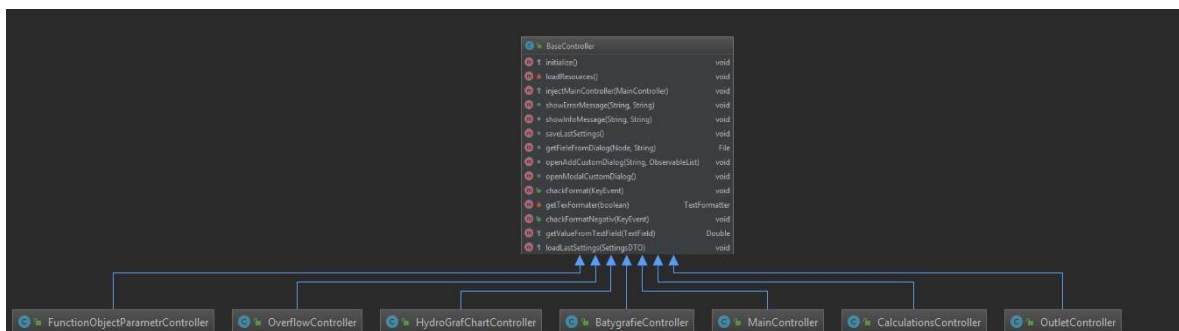 BaseController
initialize() void
loadResources() void
injectMainController(MainController) void
showErrorMessage(String, String) void
showInfoMessage(String, String) void
saveLastSettings() void
getFieleFromDialog(Node, String) File
openAddCustomDialog(String, ObservableList) void
openModalCustomDialog() void
chackFormat(KeyEvent) void
getTexFormater(boolean) TextFormatter
chackFormatNegativ(KeyEvent) void
getValueFromTextField(TextField) Double
loadLastSettings(SettingsDTO) void
FunctionObjectParametrController OverflowController HydroGrafChartController BatygrafieController MainController CalculationsController OutletController